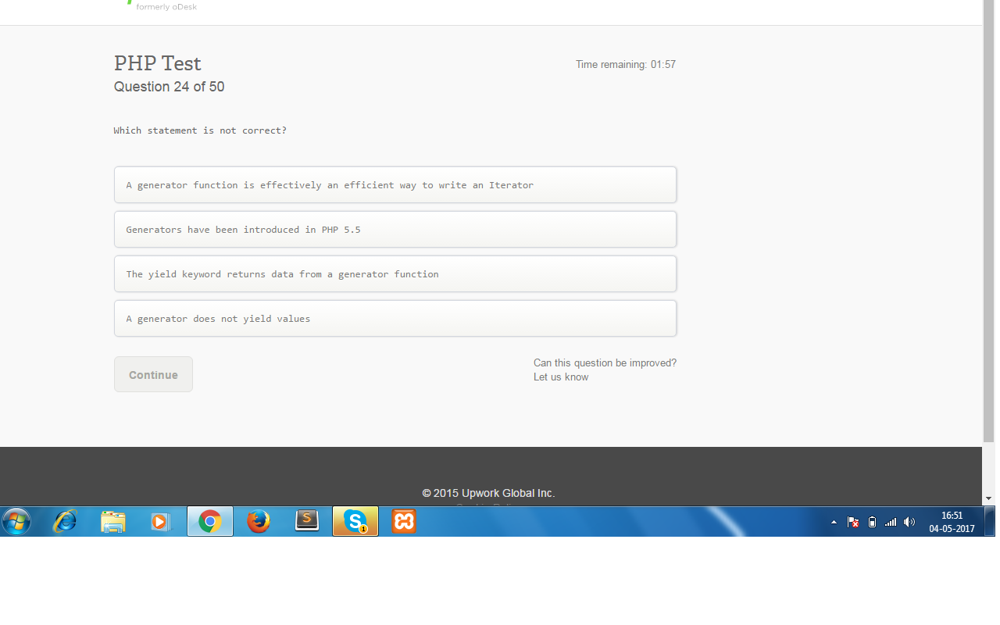 formerly oDesk
PHP Test
Time remaining: 01:57
Question 24 of 50
Which statement is not correct?
A generator function is effectively an efficient way to write an Iterator
Generators have been introduced in PHP 5.5
The yield keyword returns data from a generator function
A generator does not yield values
Continue
Can this question be improved?
Let us know
© 2015 Upwork Global Inc.
S
S
1
16:51
04-05-2017